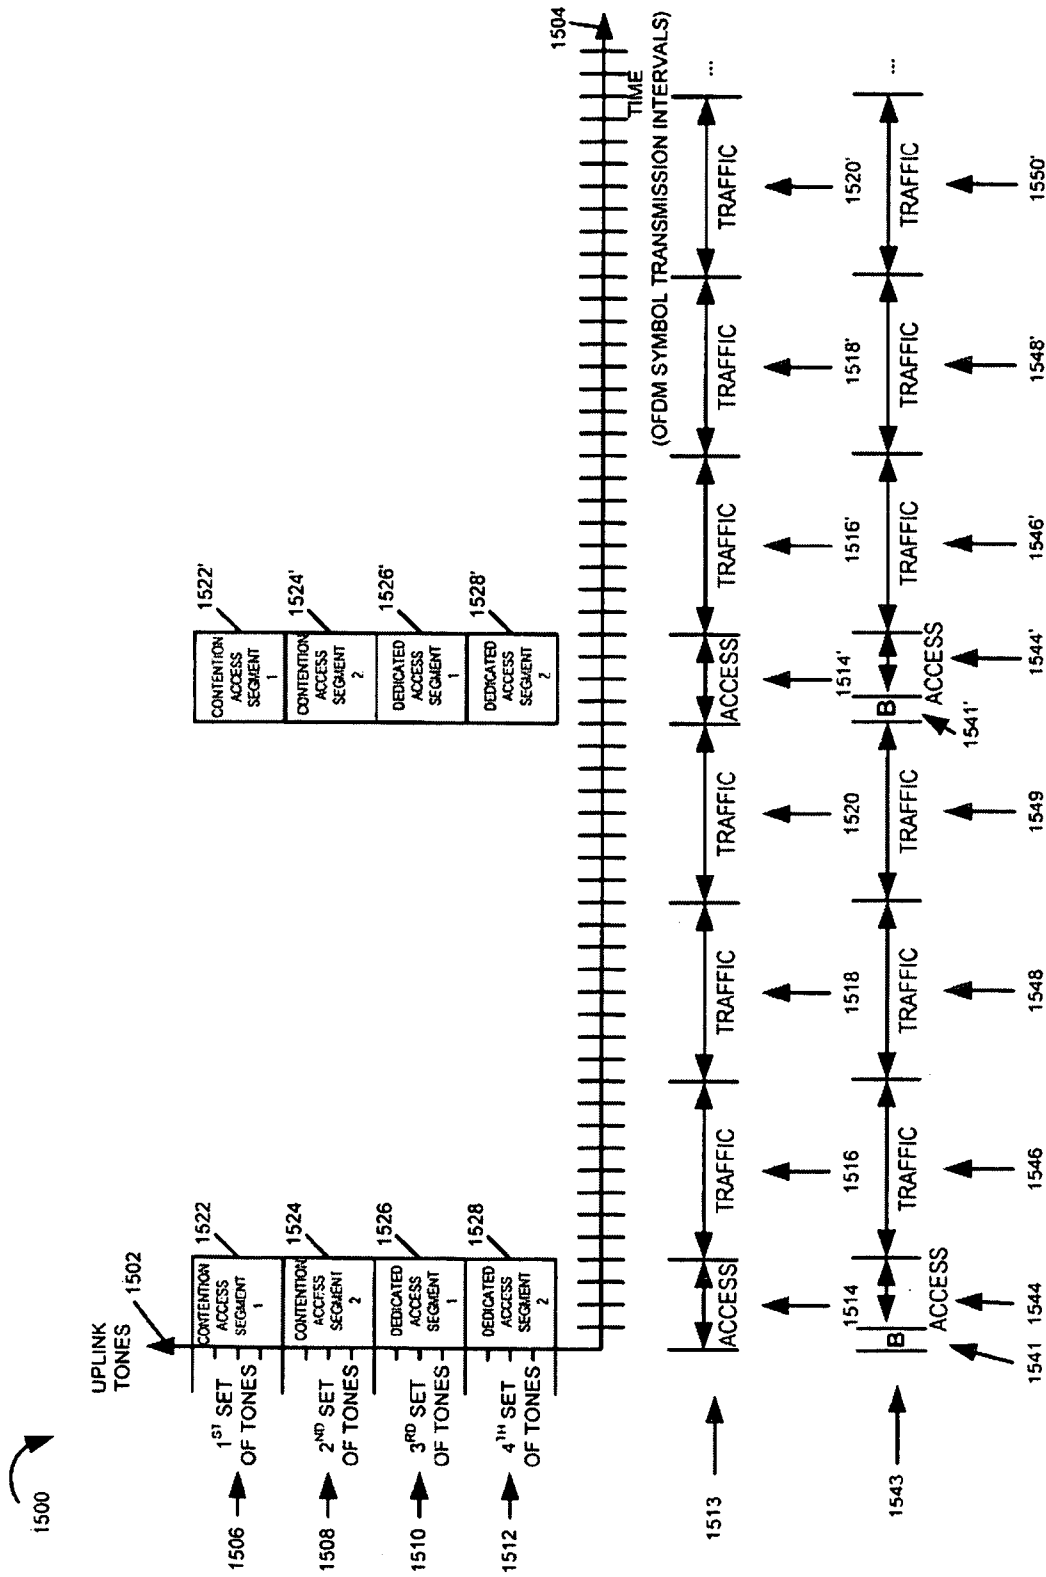 1500
UPLINK
TONES
1502
1506
1ST SET
OF TONES
1508
2ND SET
OF TONES
1510
3RD SET
OF TONES
1512
4TH SET
OF TONES
CONTENTION
ACCESS
SEGMENT
1
1522
CONTENTION
ACCESS
SEGMENT
2
1524
DEDICATED
ACCESS
SEGMENT
1
1526
DEDICATED
ACCESS
SEGMENT
2
1528
CONTENTION
ACCESS
SEGMENT
1
1522'
CONTENTION
ACCESS
SEGMENT
2
1524'
DEDICATED
ACCESS
SEGMENT
1
1526'
DEDICATED
ACCESS
SEGMENT
2
1528'
1504
TIME
(OFDM SYMBOL TRANSMISSION INTERVALS)
1513
ACCESS TRAFFIC TRAFFIC TRAFFIC ACCESS TRAFFIC TRAFFIC TRAFFIC ...
1514 1516 1518 1520 1514' 1516' 1518' 1520'
1543
B TRAFFIC TRAFFIC TRAFFIC B TRAFFIC TRAFFIC TRAFFIC ...
ACCESS ACCESS
1541 1544 1546 1548 1549 1541' 1544' 1546' 1548' 1550'